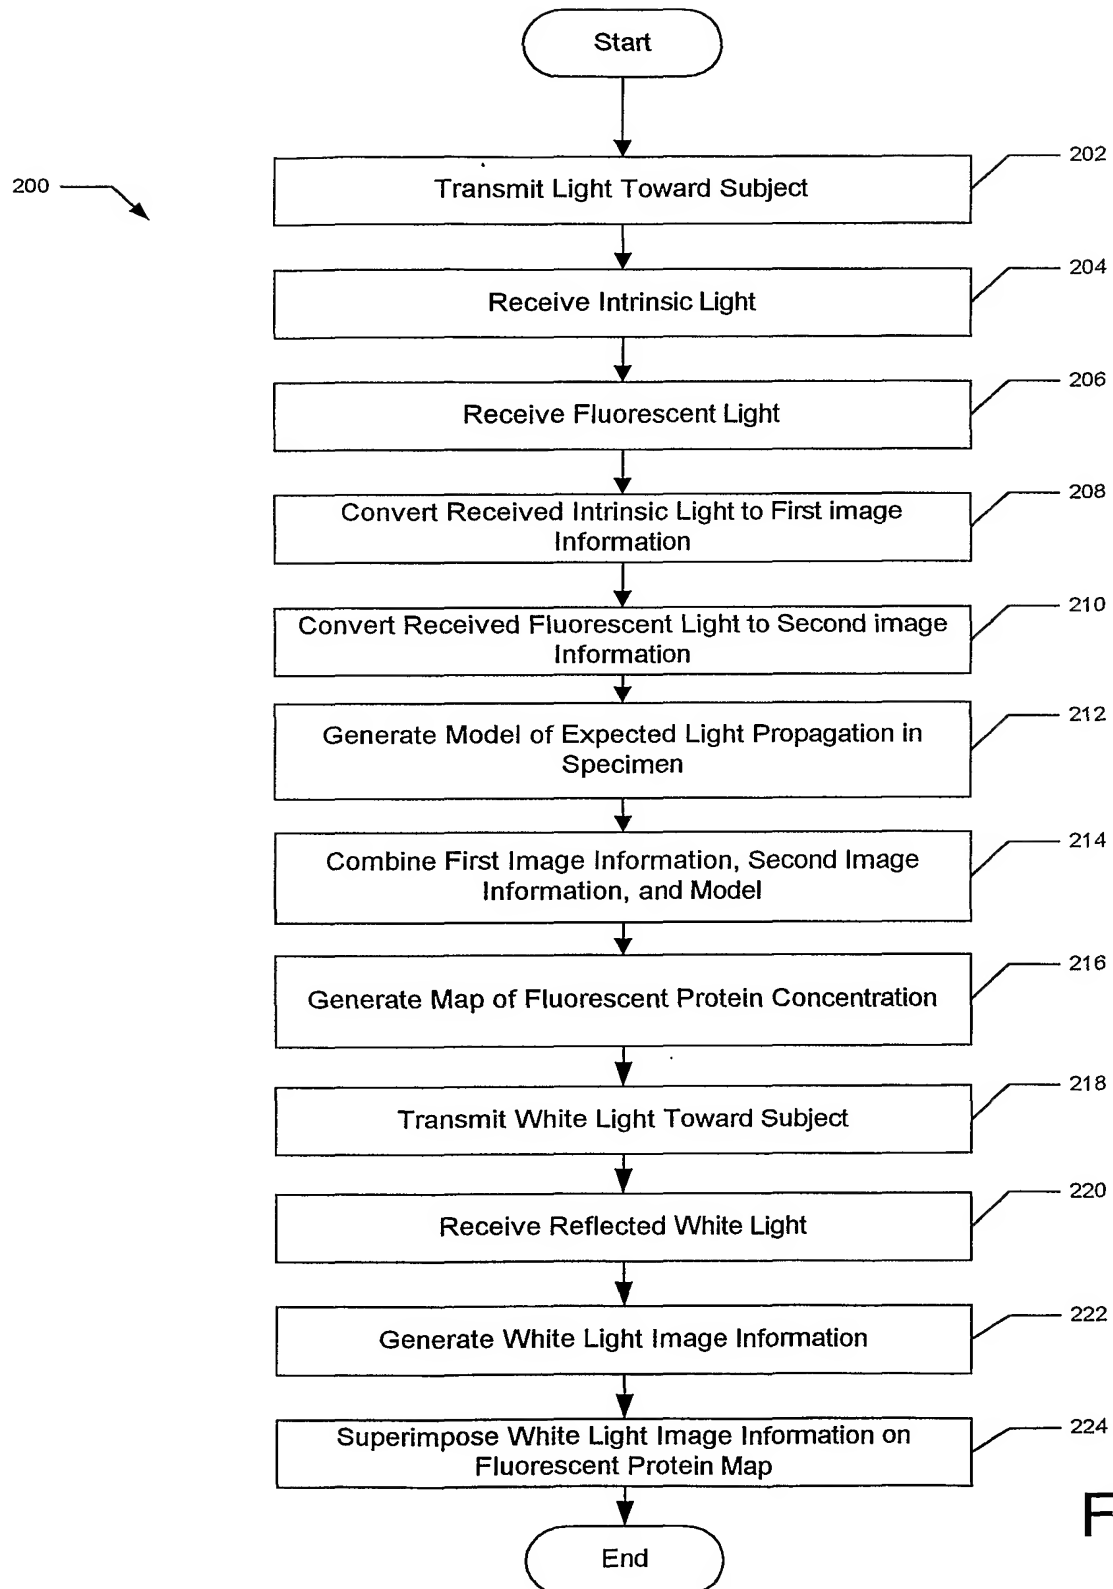 Start
200
Transmit Light Toward Subject
202
Receive Intrinsic Light
204
Receive Fluorescent Light
206
Convert Received Intrinsic Light to First image
Information
208
Convert Received Fluorescent Light to Second image
Information
210
Generate Model of Expected Light Propagation in
Specimen
212
Combine First Image Information, Second Image
Information, and Model
214
Generate Map of Fluorescent Protein Concentration
216
Transmit White Light Toward Subject
218
Receive Reflected White Light
220
Generate White Light Image Information
222
Superimpose White Light Image Information on
Fluorescent Protein Map
224
End